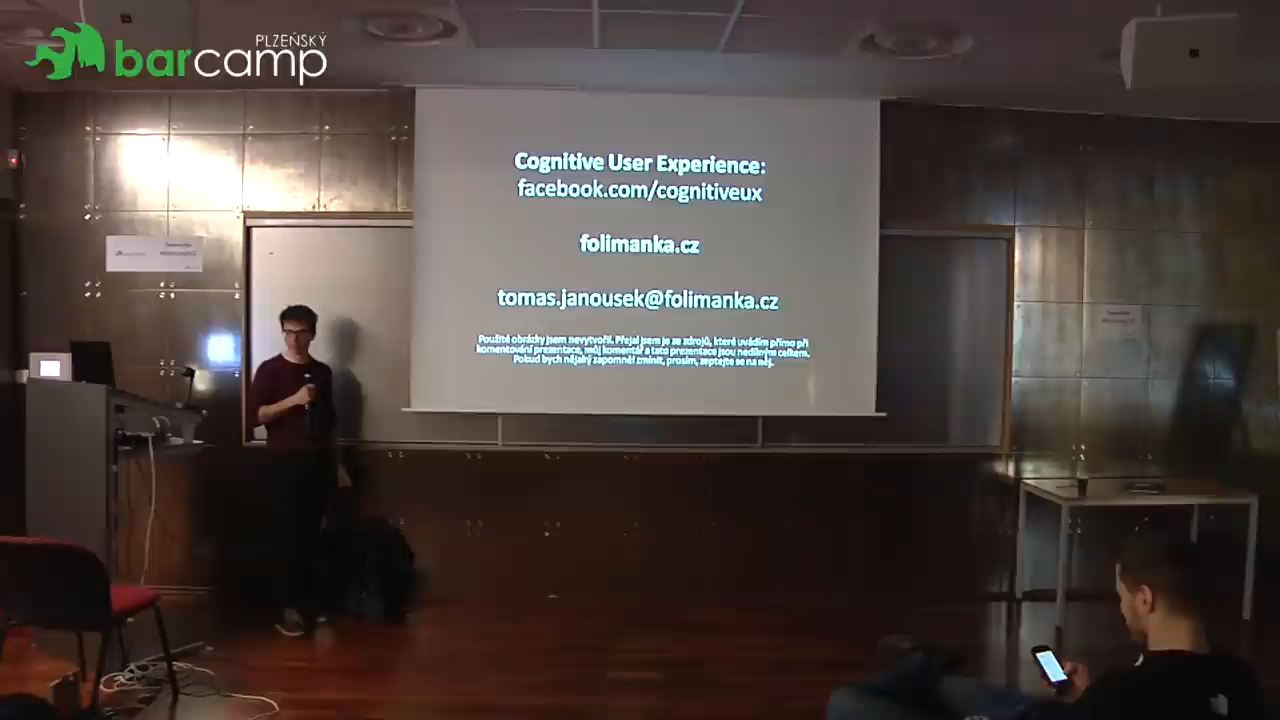 PLZEŇSKÝ
barcamp
Cognitive User Experience:
facebook.com/cognitiveux
folimanka.cz
tomas.janousek@folimanka.cz
Použité obrázky jsem nevytvořil. Přejal jsem je ze zdrojů, které uvádím přímo při
komentování prezentace, můj komentář a tato prezentace jsou nedílným celkem.
Pokud bych nějaký zapomněl zmínit, prosím, zeptejte se na něj.